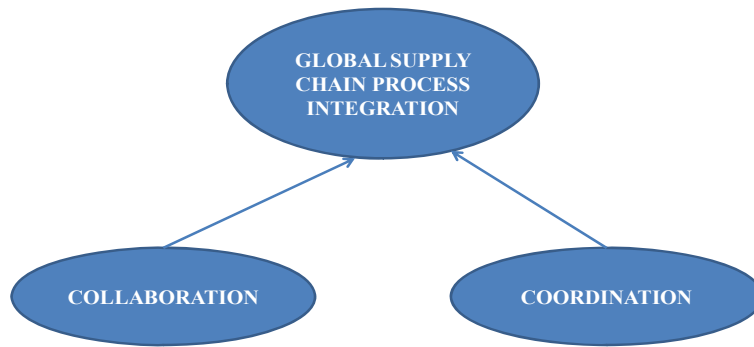 GLOBAL SUPPLY
CHAIN PROCESS
INTEGRATION
COLLABORATION
COORDINATION